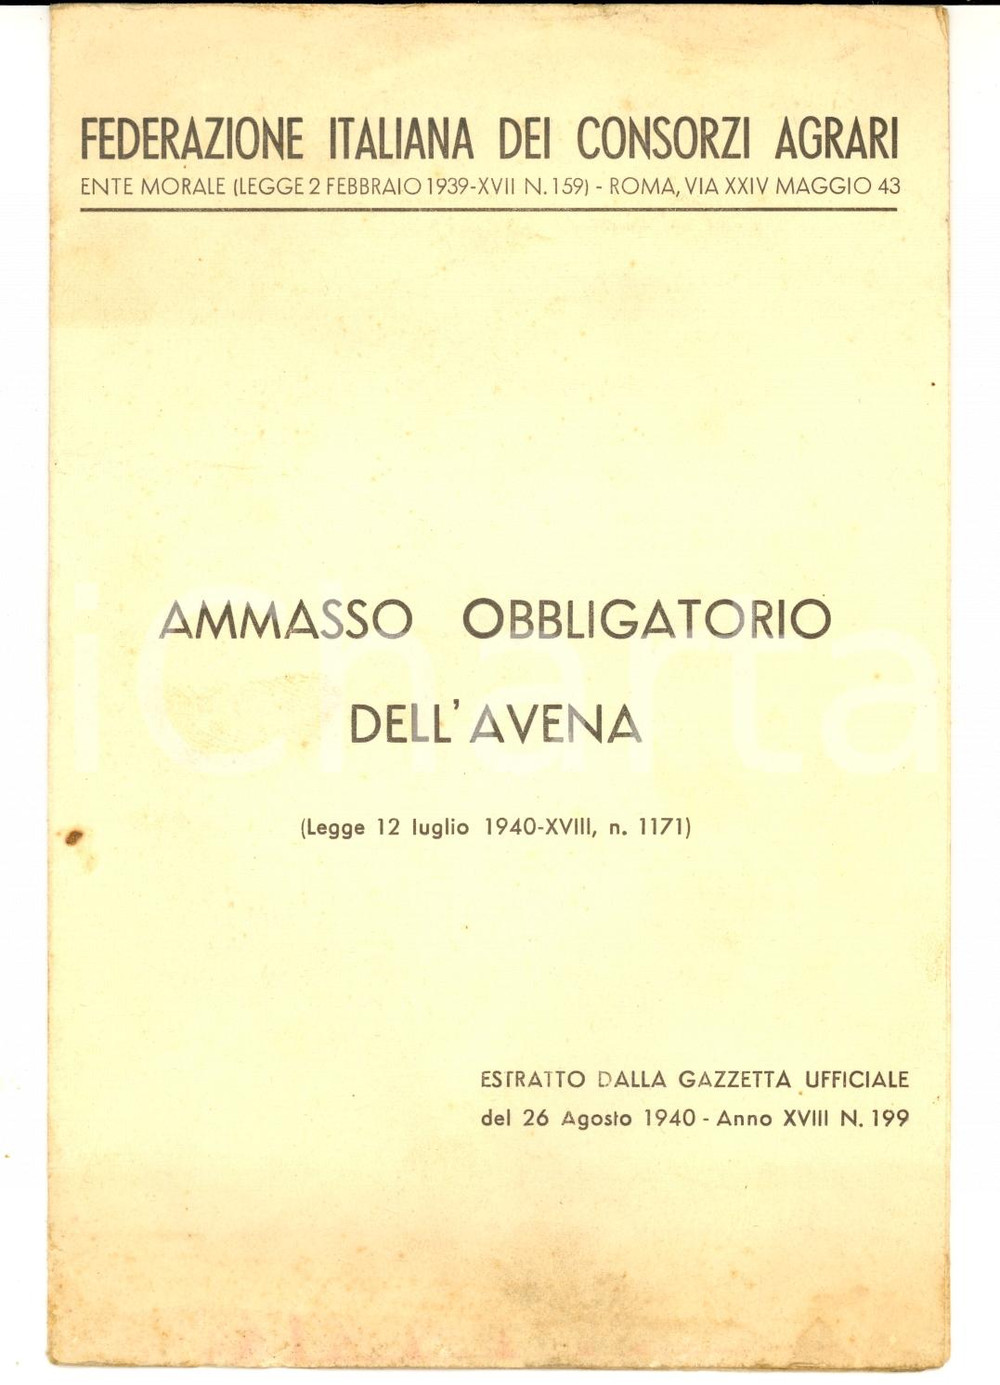 FEDERAZIONE ITALIANA DEI CONSORZI AGRARI
ENTE MORALE (LEGGE 2 FEBBRAIO 1939-XVII N. 159) - ROMA, VIA XXIV MAGGIO 43
AMMASSO OBBLIGATORIO
DELL'AVENA
iCharta
(Legge 12 luglio 1940-XVIII, n. 1171)
ESTRATTO DALLA GAZZETTA UFFICIALE
del 26 Agosto 1940 - Anno XVIII N. 199